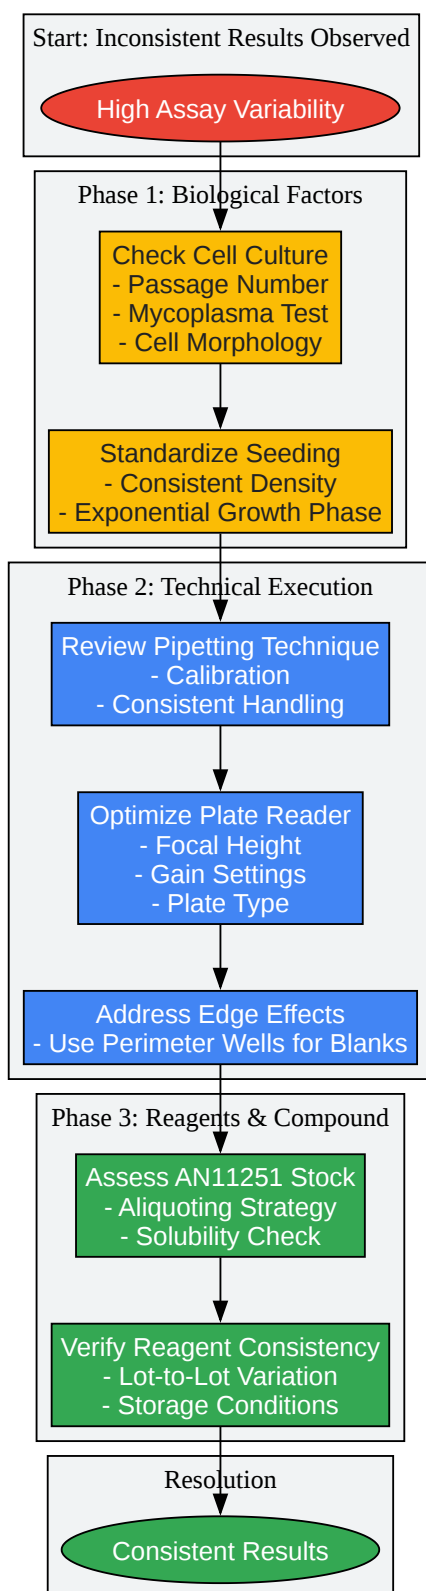 Start: Inconsistent Results Observed
High Assay Variability
Phase 1: Biological Factors
Check Cell Culture
- Passage Number
- Mycoplasma Test
- Cell Morphology
Standardize Seeding
- Consistent Density
- Exponential Growth Phase
Phase 2: Technical Execution
Review Pipetting Technique
- Calibration
- Consistent Handling
Optimize Plate Reader
- Focal Height
- Gain Settings
- Plate Type
Address Edge Effects
- Use Perimeter Wells for Blanks
Phase 3: Reagents & Compound
Assess AN11251 Stock
- Aliquoting Strategy
- Solubility Check
Verify Reagent Consistency
- Lot-to-Lot Variation
- Storage Conditions
Resolution
Consistent Results